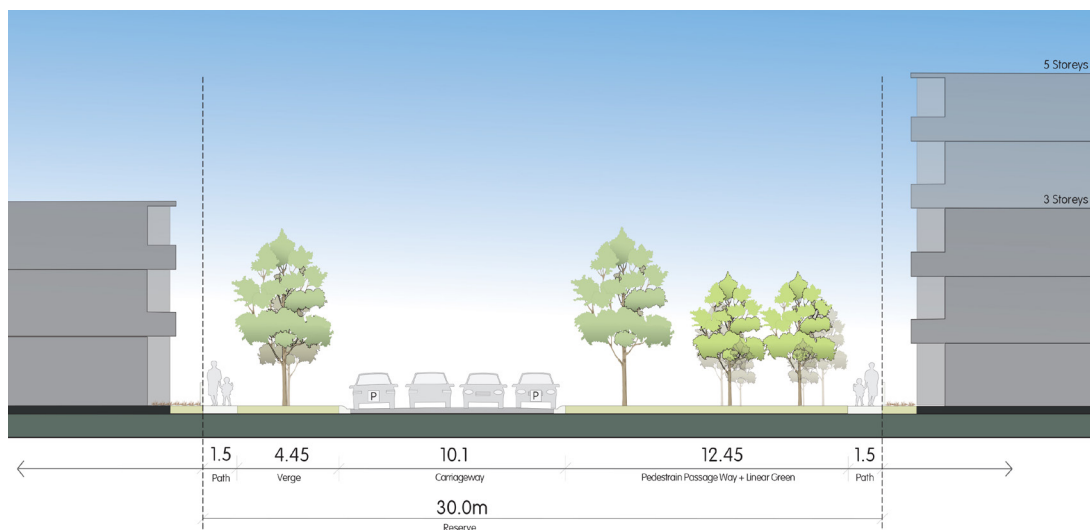 5 Storeys
3 Storeys
P P
1.5 4.45 10.1 12.45 1.5
Path Verge Carriageway Pedestrain Passage Way + Linear Green Path
30.0m
Reserve